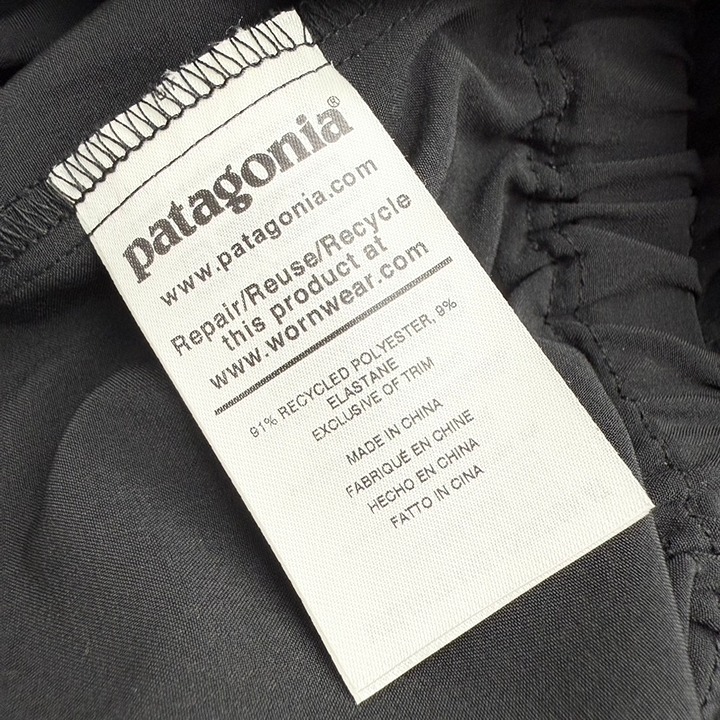 patagonia®
www.patagonia.com
Repair/Reuse/Recycle
this product at
www.wornwear.com
91% RECYCLED POLYESTER, 9%
ELASTANE
EXCLUSIVE OF TRIM
MADE IN CHINA
FABRIQUÉ EN CHINE
HECHO EN CHINA
FATTO IN CINA